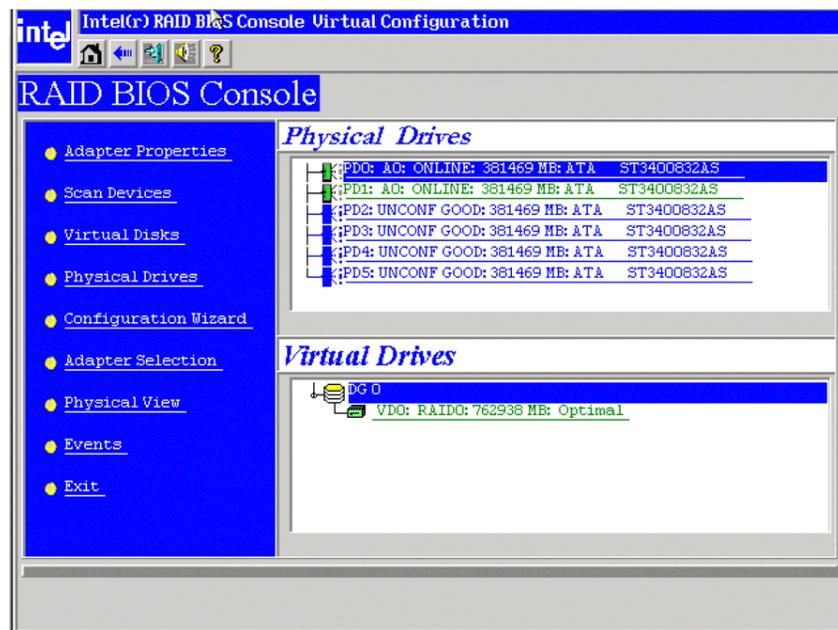 intel
Intel(r) RAID BIOS Console Virtual Configuration
?
RAID BIOS Console
Adapter Properties
Scan Devices
Virtual Disks
Physical Drives
Configuration Wizard
Adapter Selection
Physical View
Events
Exit
Physical Drives
PD0: A0: ONLINE: 381469 MB: ATA ST3400832AS
PD1: A0: ONLINE: 381469 MB: ATA ST3400832AS
PD2: UNCONF GOOD: 381469 MB: ATA ST3400832AS
PD3: UNCONF GOOD: 381469 MB: ATA ST3400832AS
PD4: UNCONF GOOD: 381469 MB: ATA ST3400832AS
PD5: UNCONF GOOD: 381469 MB: ATA ST3400832AS
Virtual Drives
DG 0
VD0: RAID0: 762938 MB: Optimal